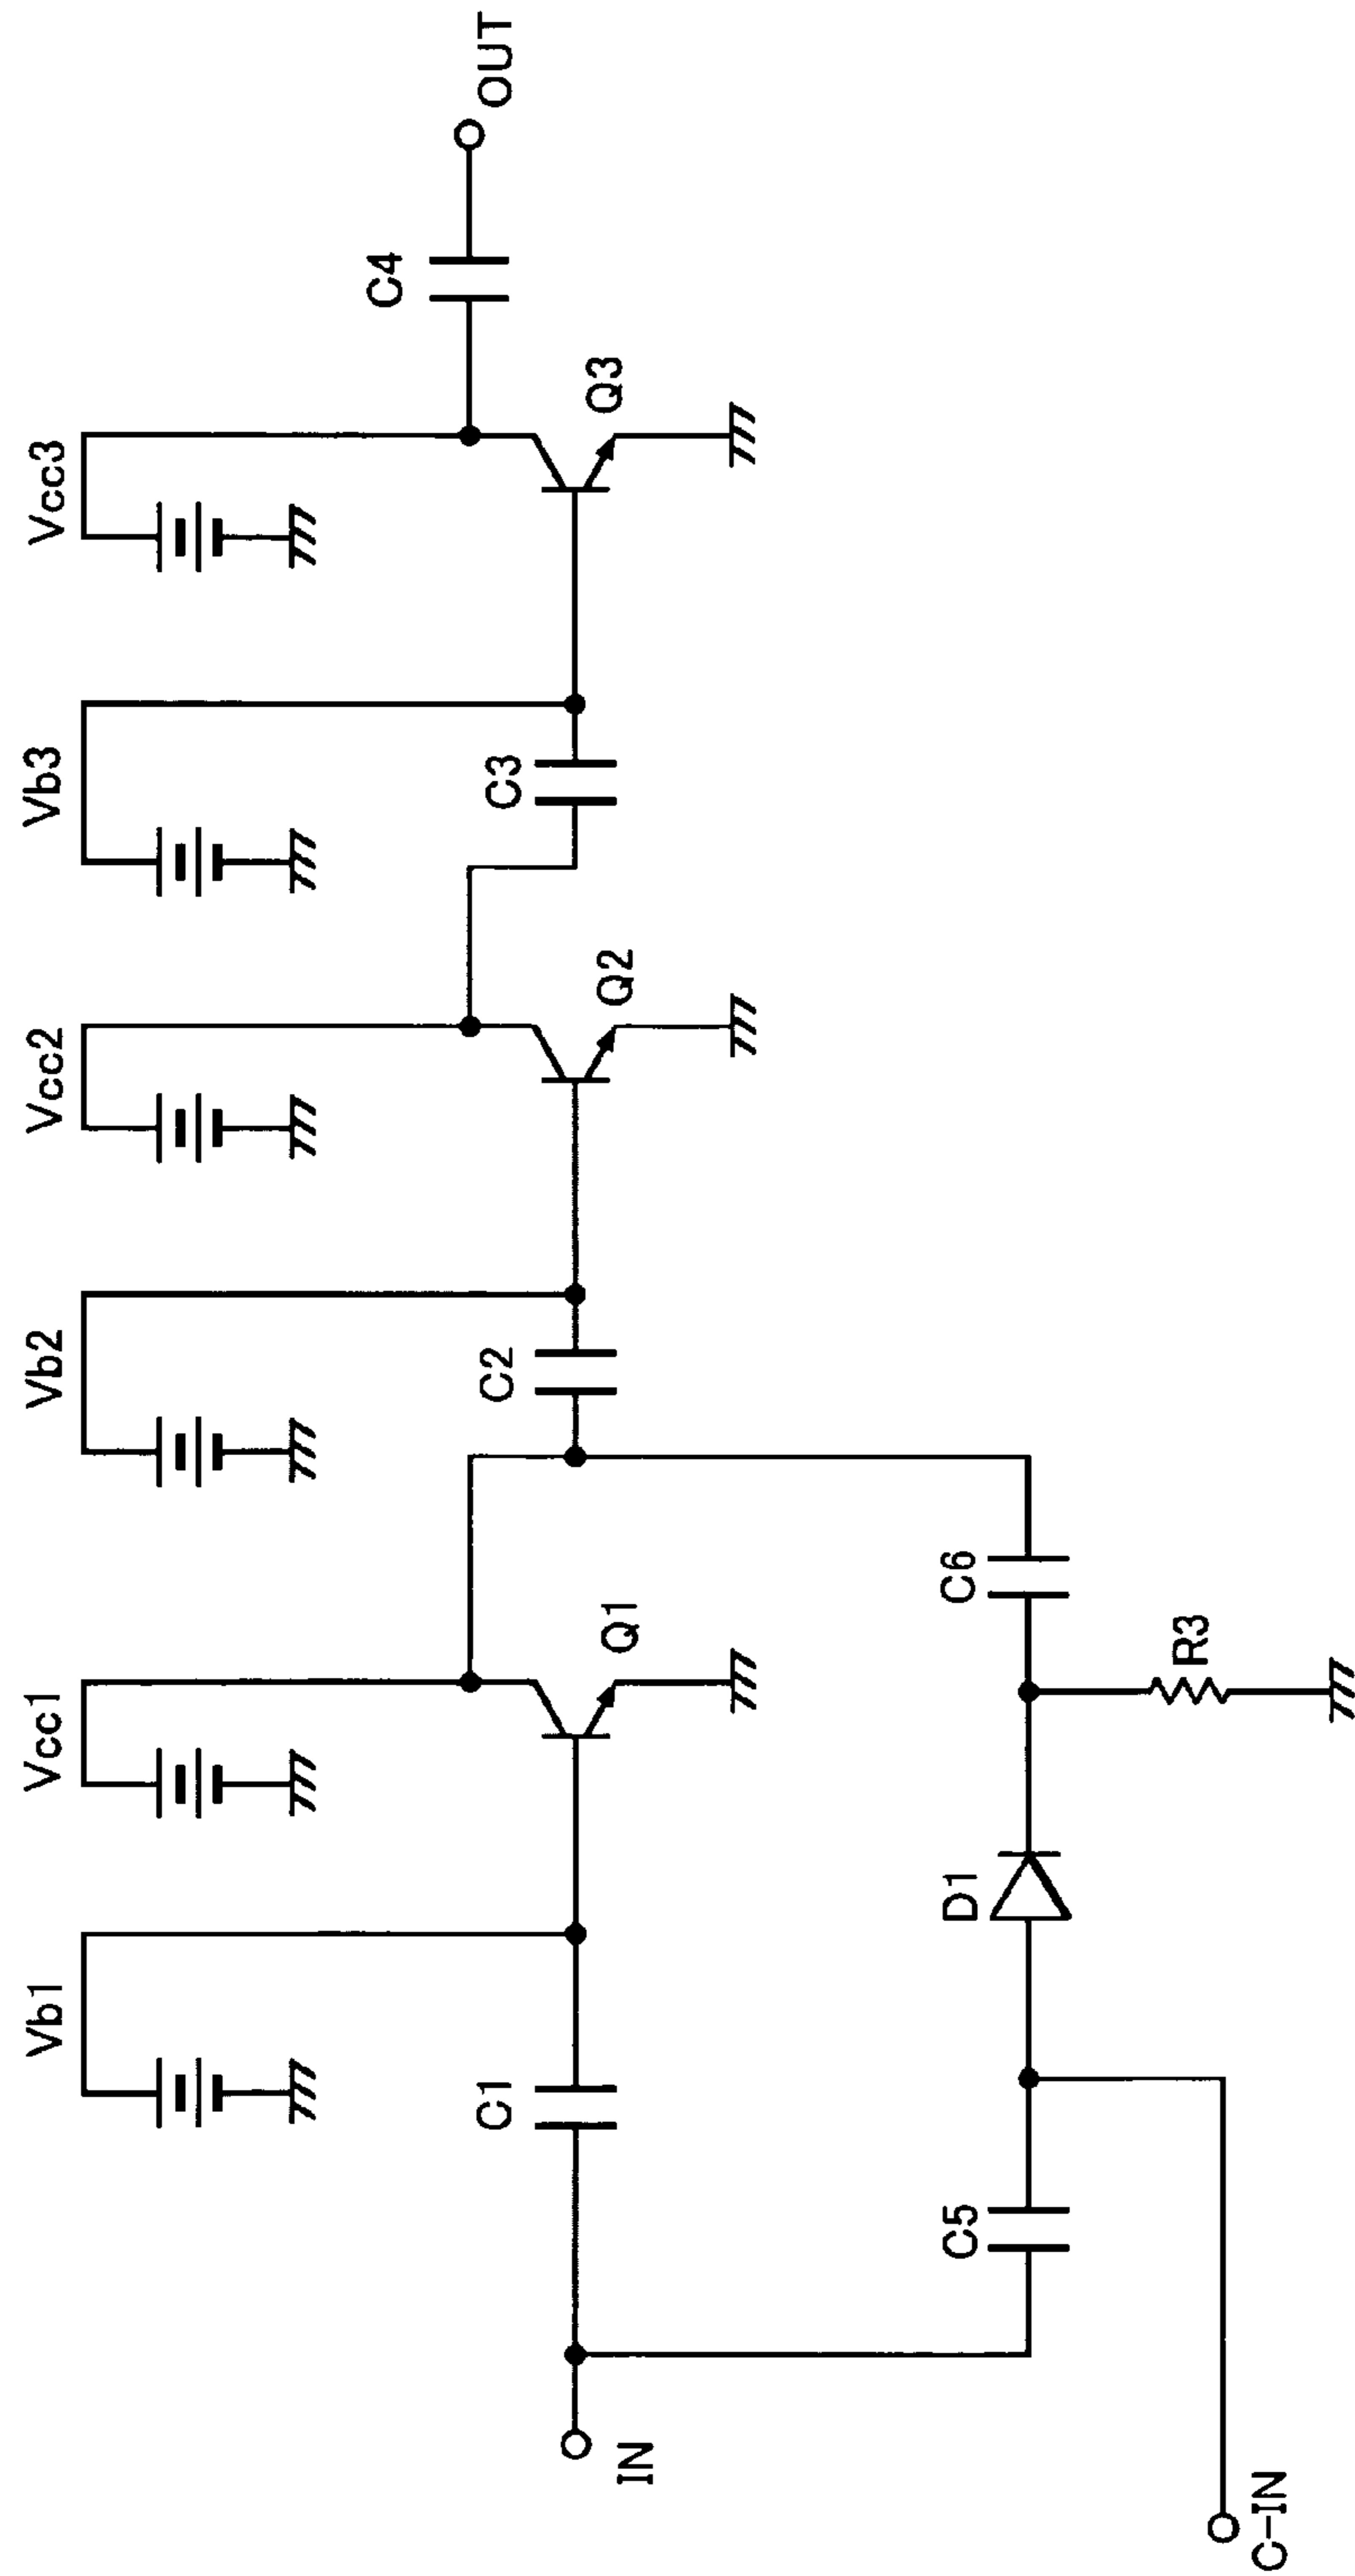 Vb1
Vcc1
Vb2
Vcc2
Vb3
Vcc3
C4
OUT
C1
C2
C3
IN
Q1
Q2
Q3
C5
D1
C6
R3
C-IN